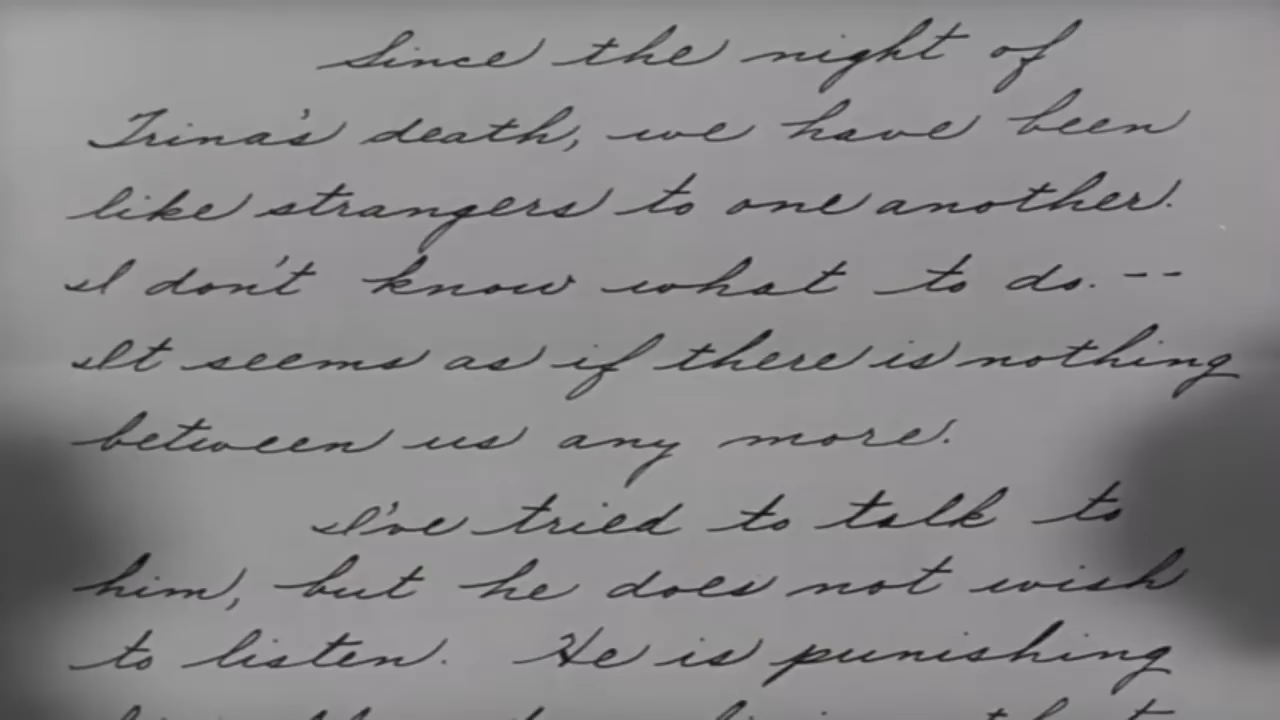 Since the night of
Trina's death, we have been
like strangers to one another.
I don't know what to do. --
It seems as if there is nothing
between us any more.
I've tried to talk to
him, but he does not wish
to listen. He is punishing